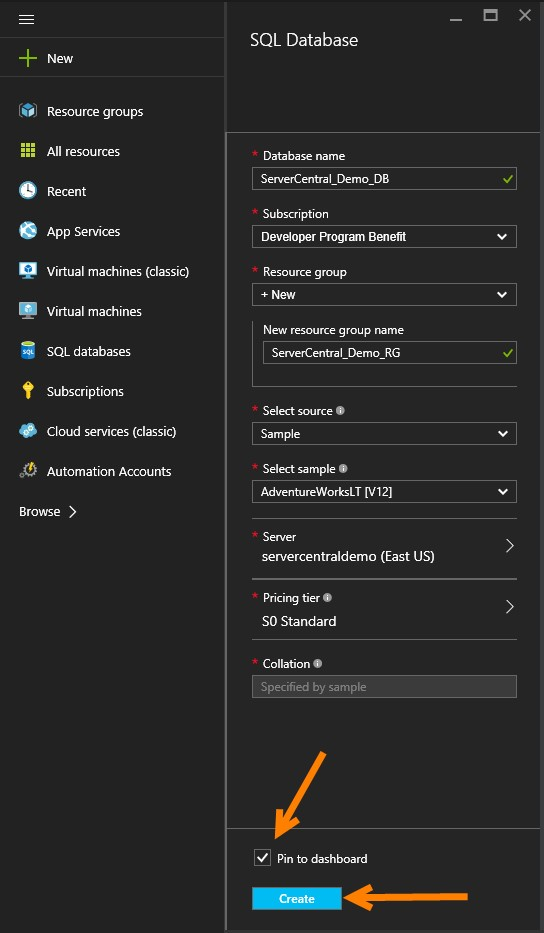 SQL Database
New
Resource groups
All resources
Recent
App Services
Virtual machines (classic)
Virtual machines
SQL
SQL databases
Subscriptions
Cloud services (classic)
Automation Accounts
Browse
* Database name
ServerCentral_Demo_DB
* Subscription
Developer Program Benefit
* Resource group
+ New
New resource group name
ServerCentral_Demo_RG
* Select source
Sample
* Select sample
AdventureWorksLT [V12]
* Server
servercentraldemo (East US)
* Pricing tier
S0 Standard
* Collation
Specified by sample
Pin to dashboard
Create